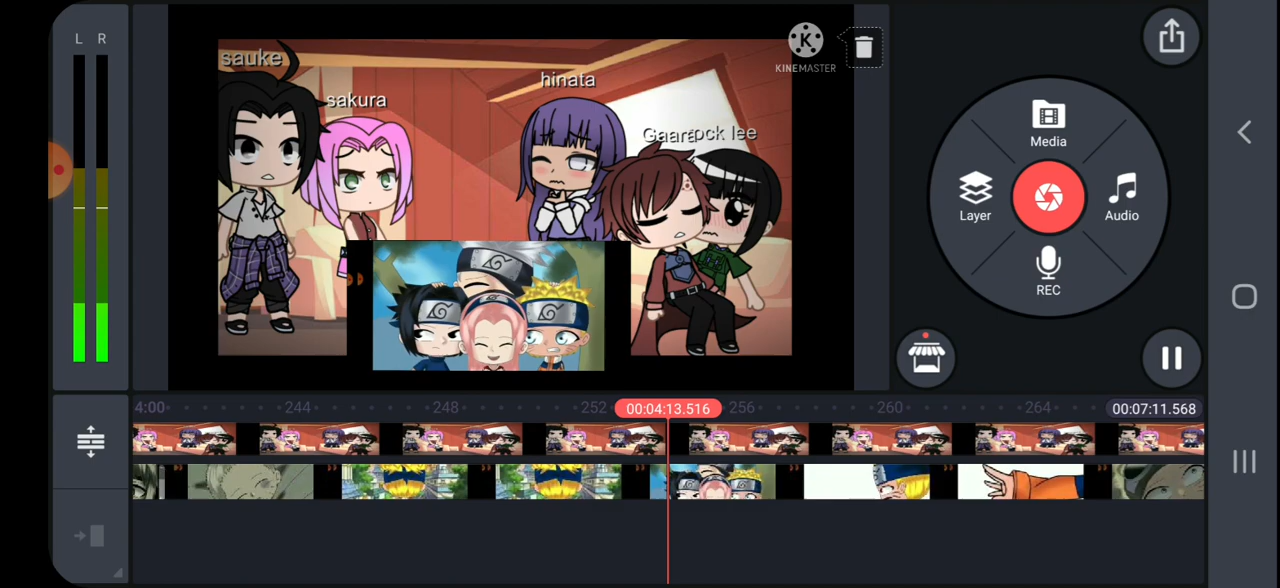 L R
sauke
sakura
hinata
Gaara
ock lee
KINEMASTER
Media
Layer
Audio
REC
4:00
244
248
252
00:04:13.516
256
260
264
00:07:11.568